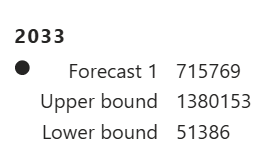 2033
Forecast 1 715769
Upper bound 1380153
Lower bound 51386